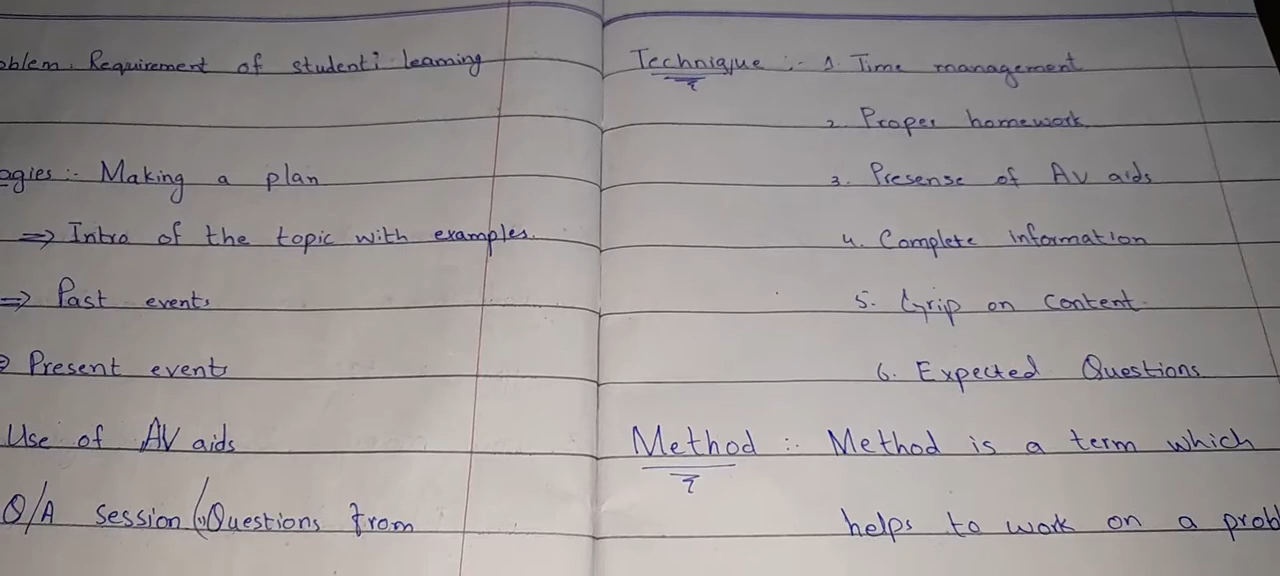 oblem. Requirement of student: learning
ogies :- Making a plan
=> Intro of the topic with examples.
=> Past events
Present events
Use of AV aids
Q/A session (Questions from
Technique :- 1. Time management
2. Proper homework
3. Presense of AV aids
4. Complete information
5. Grip on content.
6. Expected Questions
Method :- Method is a term which
helps to work on a prob